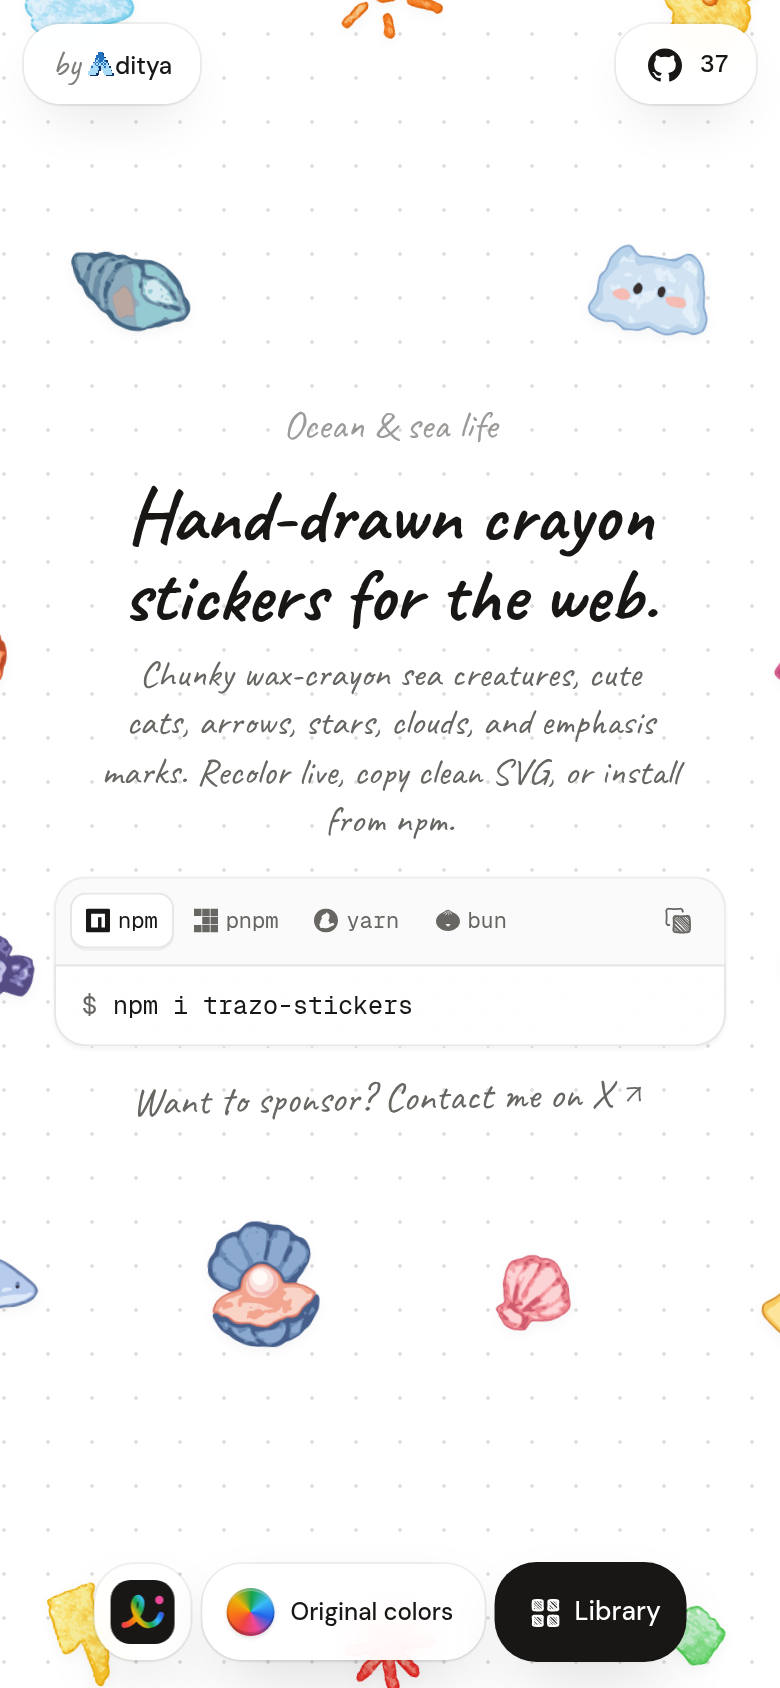 by Aditya
37
Ocean & sea life
Hand-drawn crayon
stickers for the web.
Chunky wax-crayon sea creatures, cute
cats, arrows, stars, clouds, and emphasis
marks. Recolor live, copy clean SVG, or install
from npm.
npm pnpm yarn bun
$ npm i trazo-stickers
Want to sponsor? Contact me on X↗
Original colors
Library